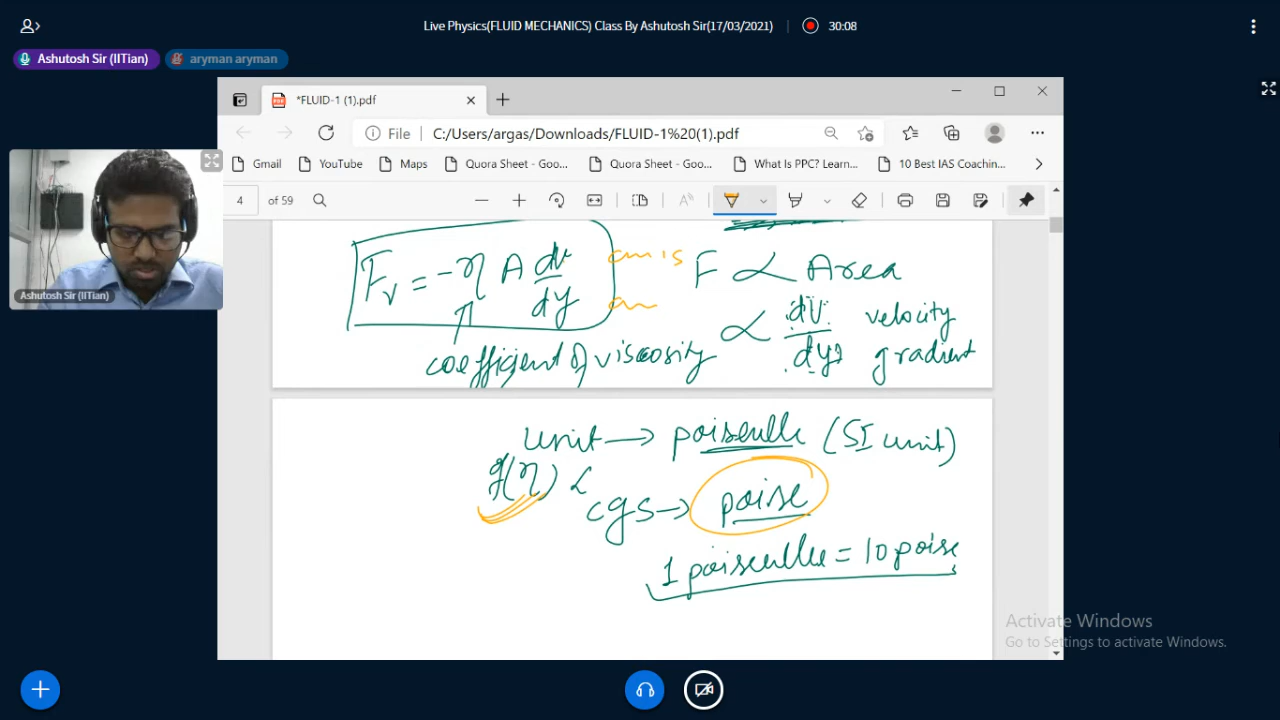 Live Physics(FLUID MECHANICS) Class By Ashutosh Sir(17/03/2021)
30:08
Ashutosh Sir (IITian)
aryman aryman
*FLUID-1 (1).pdf
File
C:/Users/argas/Downloads/FLUID-1%20(1).pdf
Gmail
YouTube
Maps
Quora Sheet - Goo...
Quora Sheet - Goo...
What Is PPC? Learn...
10 Best IAS Coachin...
4 of 59
Ashutosh Sir (IITian)
Fv = -η A dv/dy
F ∝ Area
∝ dv/dy velocity gradient
coefficient of viscosity
unit → poiseulle (SI unit)
of (η)
cgs → poise
1 poiseulle = 10 poise
Activate Windows
Go to Settings to activate Windows.